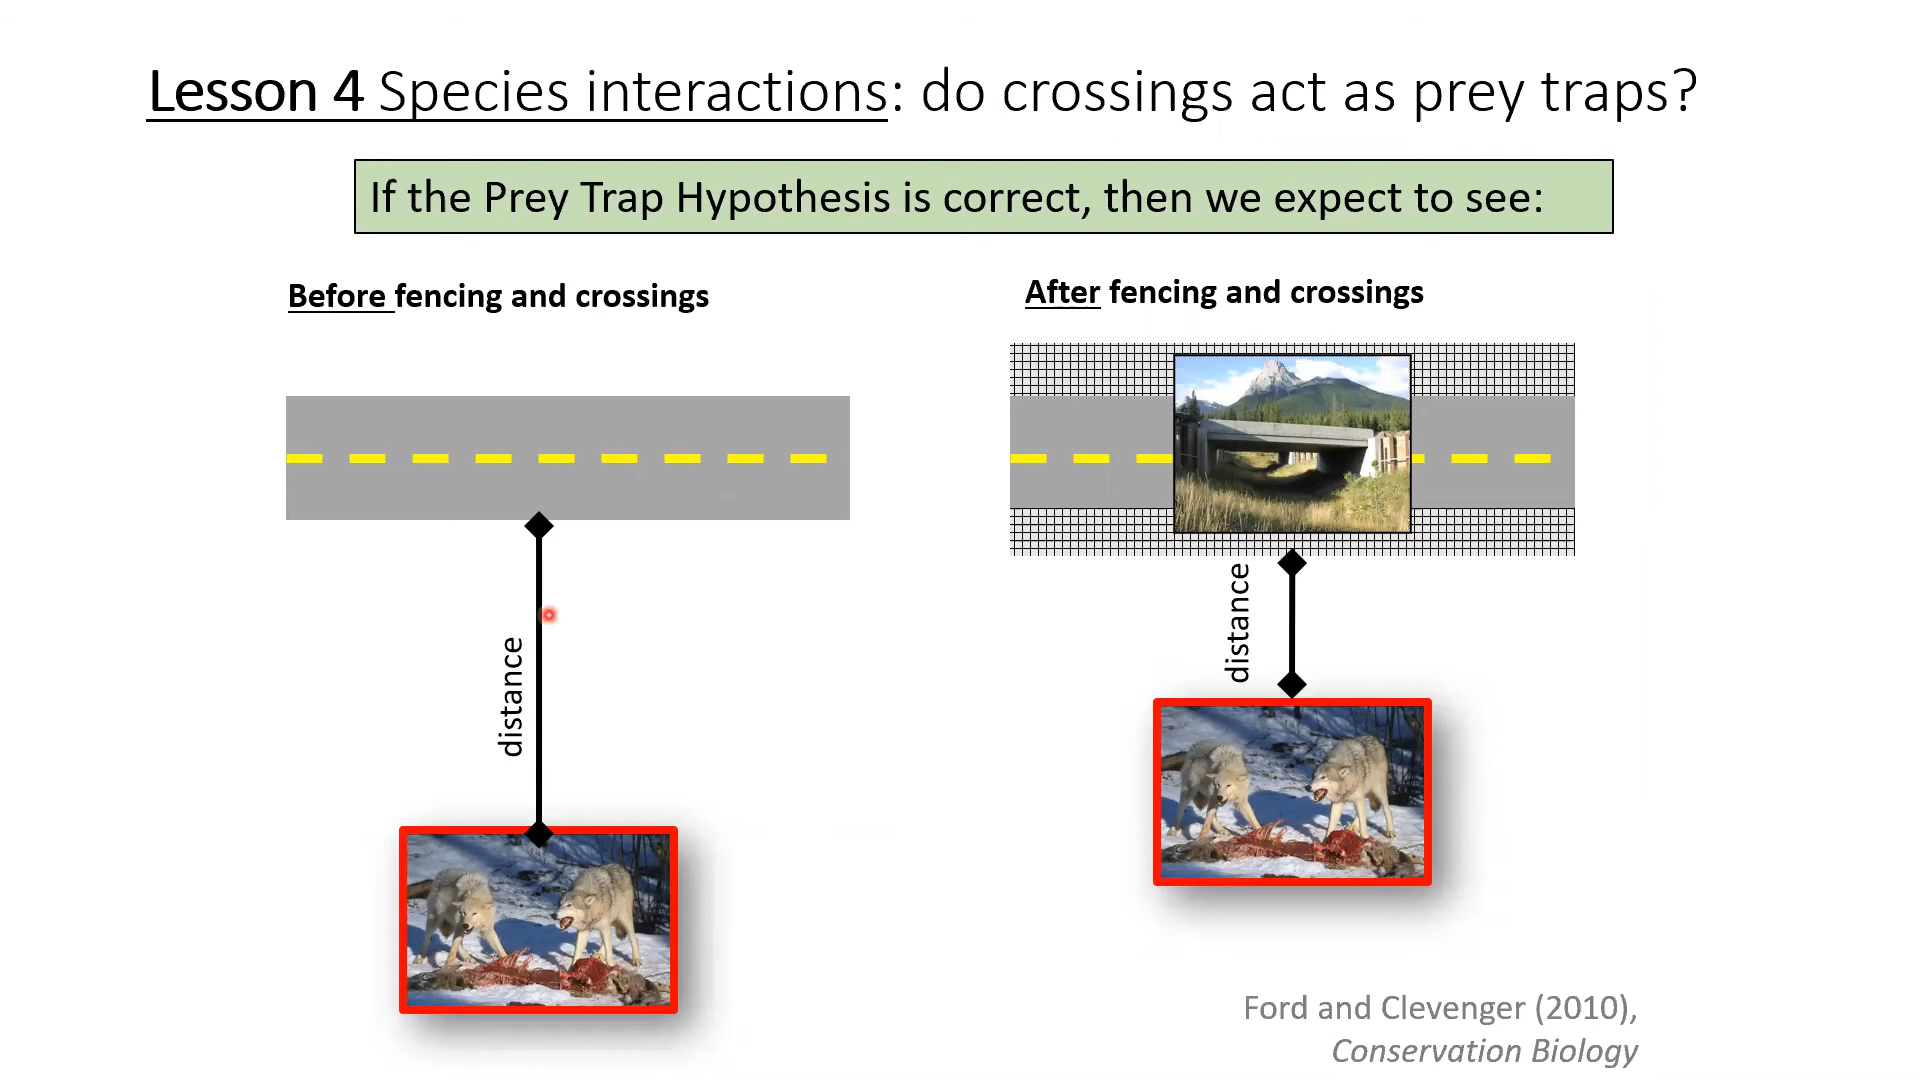 Lesson 4 Species interactions: do crossings act as prey traps?
If the Prey Trap Hypothesis is correct, then we expect to see:
Before fencing and crossings
After fencing and crossings
distance
distance
Ford and Clevenger (2010),
Conservation Biology